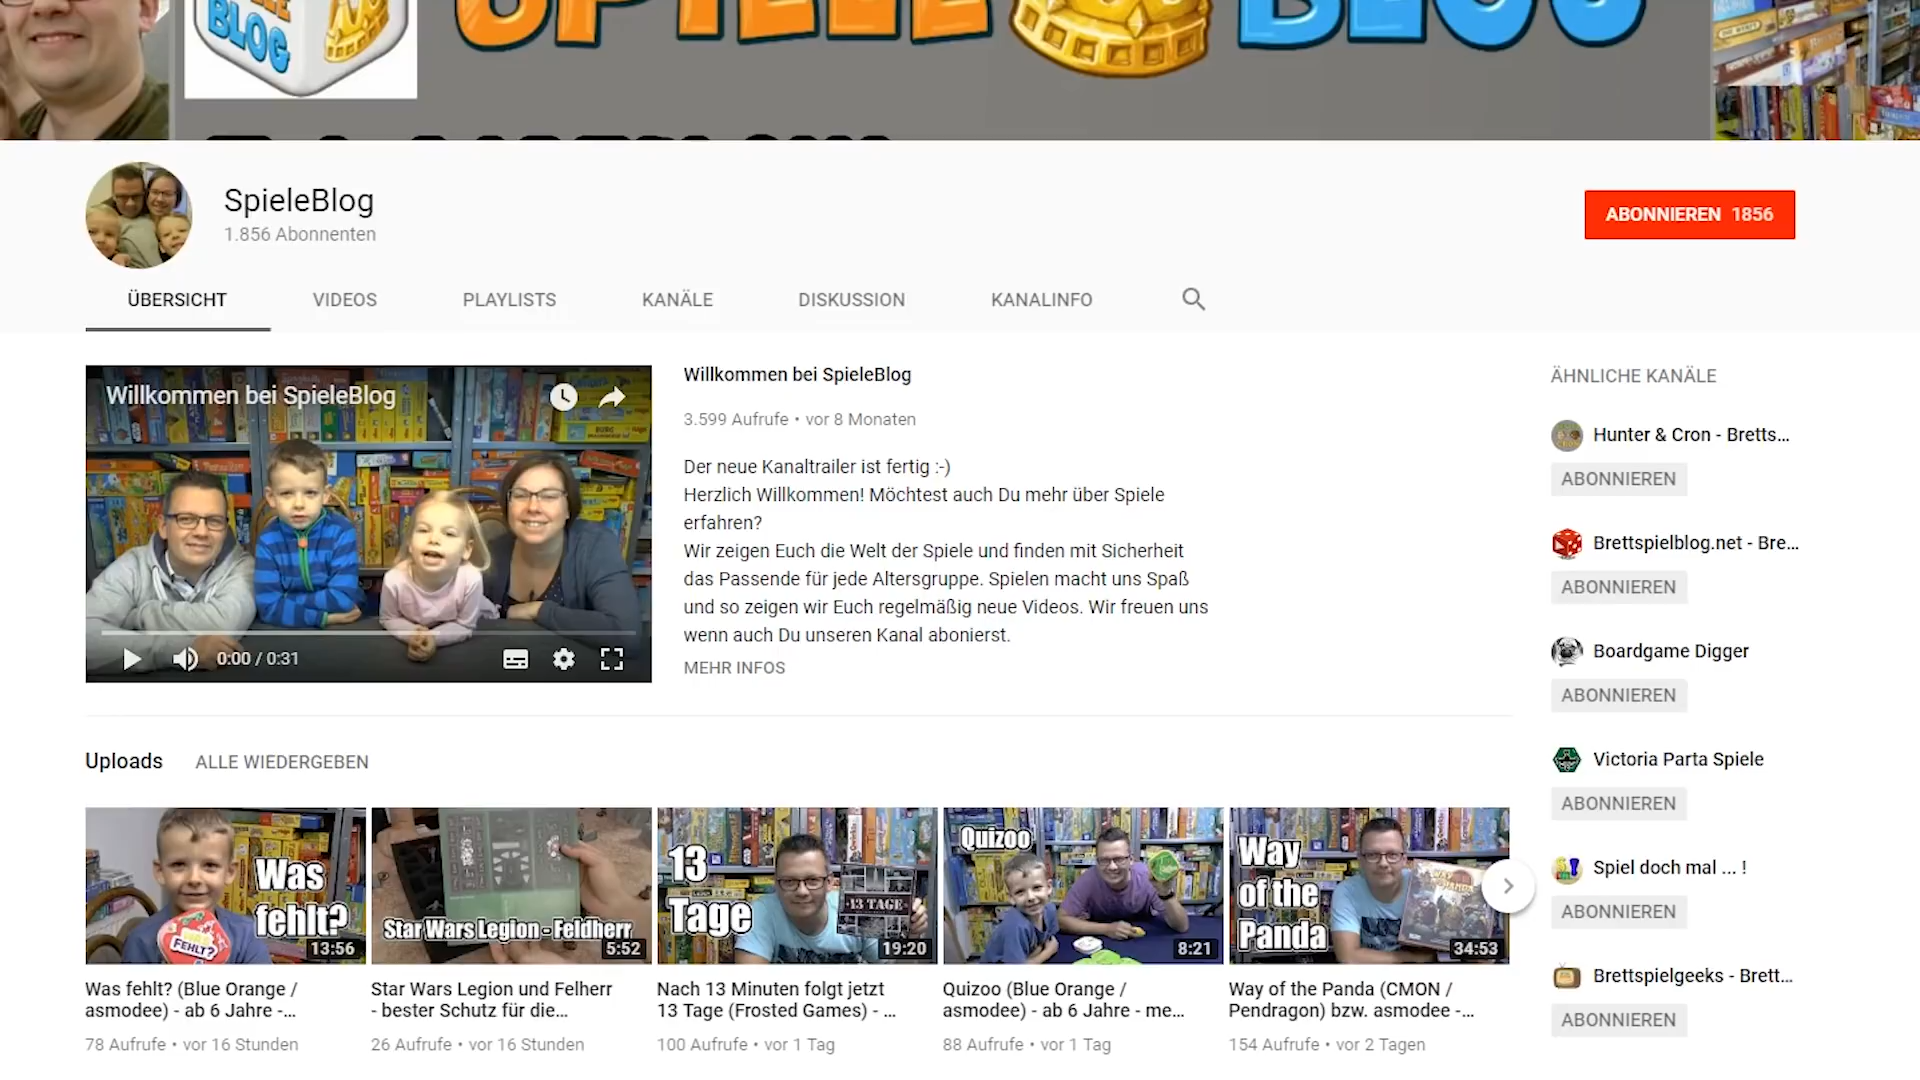 BLOG
SPIELE BLOG
SpieleBlog
1.856 Abonnenten
ABONNIEREN 1856
ÜBERSICHT VIDEOS PLAYLISTS KANÄLE DISKUSSION KANALINFO
Willkommen bei SpieleBlog
0:00 / 0:31
Willkommen bei SpieleBlog
3.599 Aufrufe • vor 8 Monaten
Der neue Kanaltrailer ist fertig :-)
Herzlich Willkommen! Möchtest auch Du mehr über Spiele
erfahren?
Wir zeigen Euch die Welt der Spiele und finden mit Sicherheit
das Passende für jede Altersgruppe. Spielen macht uns Spaß
und so zeigen wir Euch regelmäßig neue Videos. Wir freuen uns
wenn auch Du unseren Kanal abonierst.
MEHR INFOS
ÄHNLICHE KANÄLE
Hunter & Cron - Bretts...
ABONNIEREN
Brettspielblog.net - Bre...
ABONNIEREN
Boardgame Digger
ABONNIEREN
Victoria Parta Spiele
ABONNIEREN
Spiel doch mal ... !
ABONNIEREN
Brettspielgeeks - Brett...
ABONNIEREN
Uploads ALLE WIEDERGEBEN
Was
fehlt?
FEHLT?
13:56
Was fehlt? (Blue Orange /
asmodee) - ab 6 Jahre -...
78 Aufrufe • vor 16 Stunden
Star Wars Legion - Feldherr
5:52
Star Wars Legion und Felherr
- bester Schutz für die...
26 Aufrufe • vor 16 Stunden
13
Tage
13 TAGE
19:20
Nach 13 Minuten folgt jetzt
13 Tage (Frosted Games) - ...
100 Aufrufe • vor 1 Tag
Quizoo
8:21
Quizoo (Blue Orange /
asmodee) - ab 6 Jahre - me...
88 Aufrufe • vor 1 Tag
Way
of the
Panda
34:53
Way of the Panda (CMON /
Pendragon) bzw. asmodee -...
154 Aufrufe • vor 2 Tagen